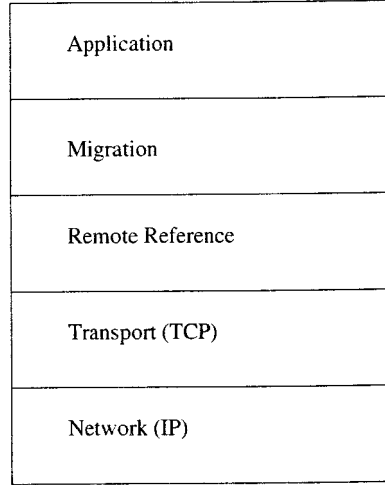 Application
Migration
Remote Reference
Transport (TCP)
Network (IP)